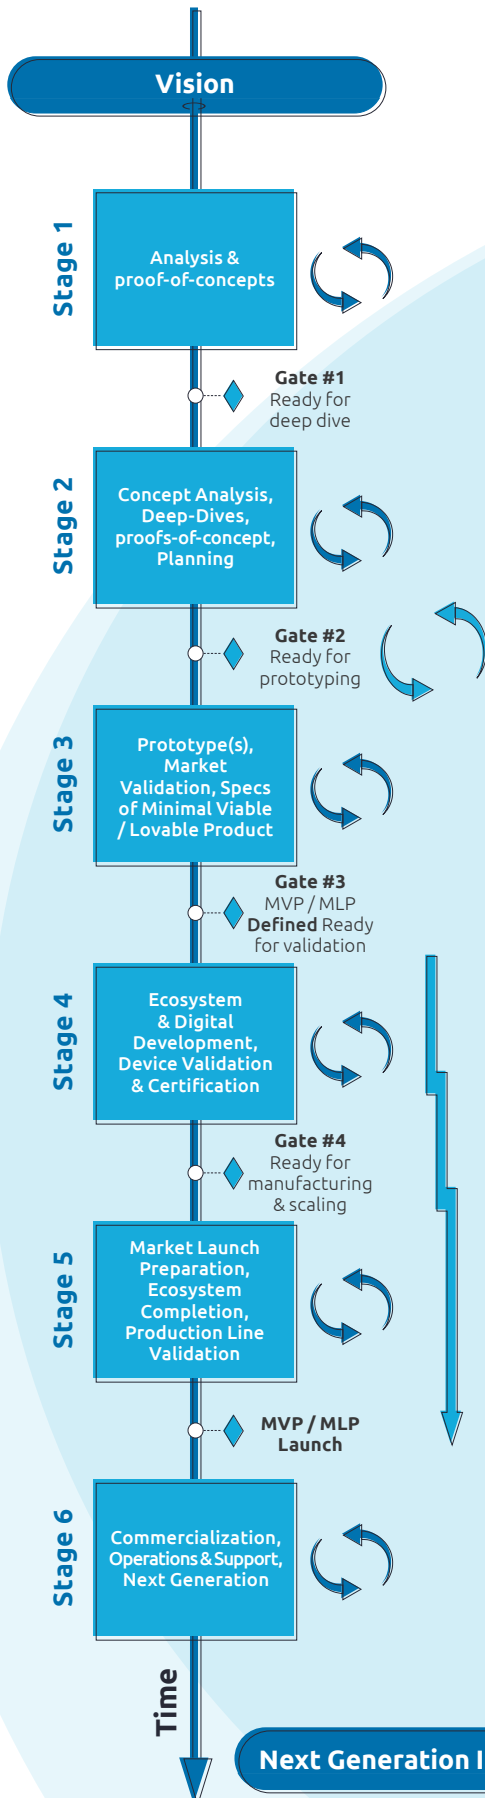 Vision
Stage 1
Analysis &
proof-of-concepts
Gate #1
Ready for
deep dive
Stage 2
Concept Analysis,
Deep-Dives,
proofs-of-concept,
Planning
Gate #2
Ready for
prototyping
Stage 3
Prototype(s),
Market
Validation, Specs
of Minimal Viable
/ Lovable Product
Gate #3
MVP / MLP
Defined Ready
for validation
Stage 4
Ecosystem
& Digital
Development,
Device Validation
& Certification
Gate #4
Ready for
manufacturing
& scaling
Stage 5
Market Launch
Preparation,
Ecosystem
Completion,
Production Line
Validation
MVP / MLP
Launch
Stage 6
Commercialization,
Operations & Support,
Next Generation
Time
Next Generation